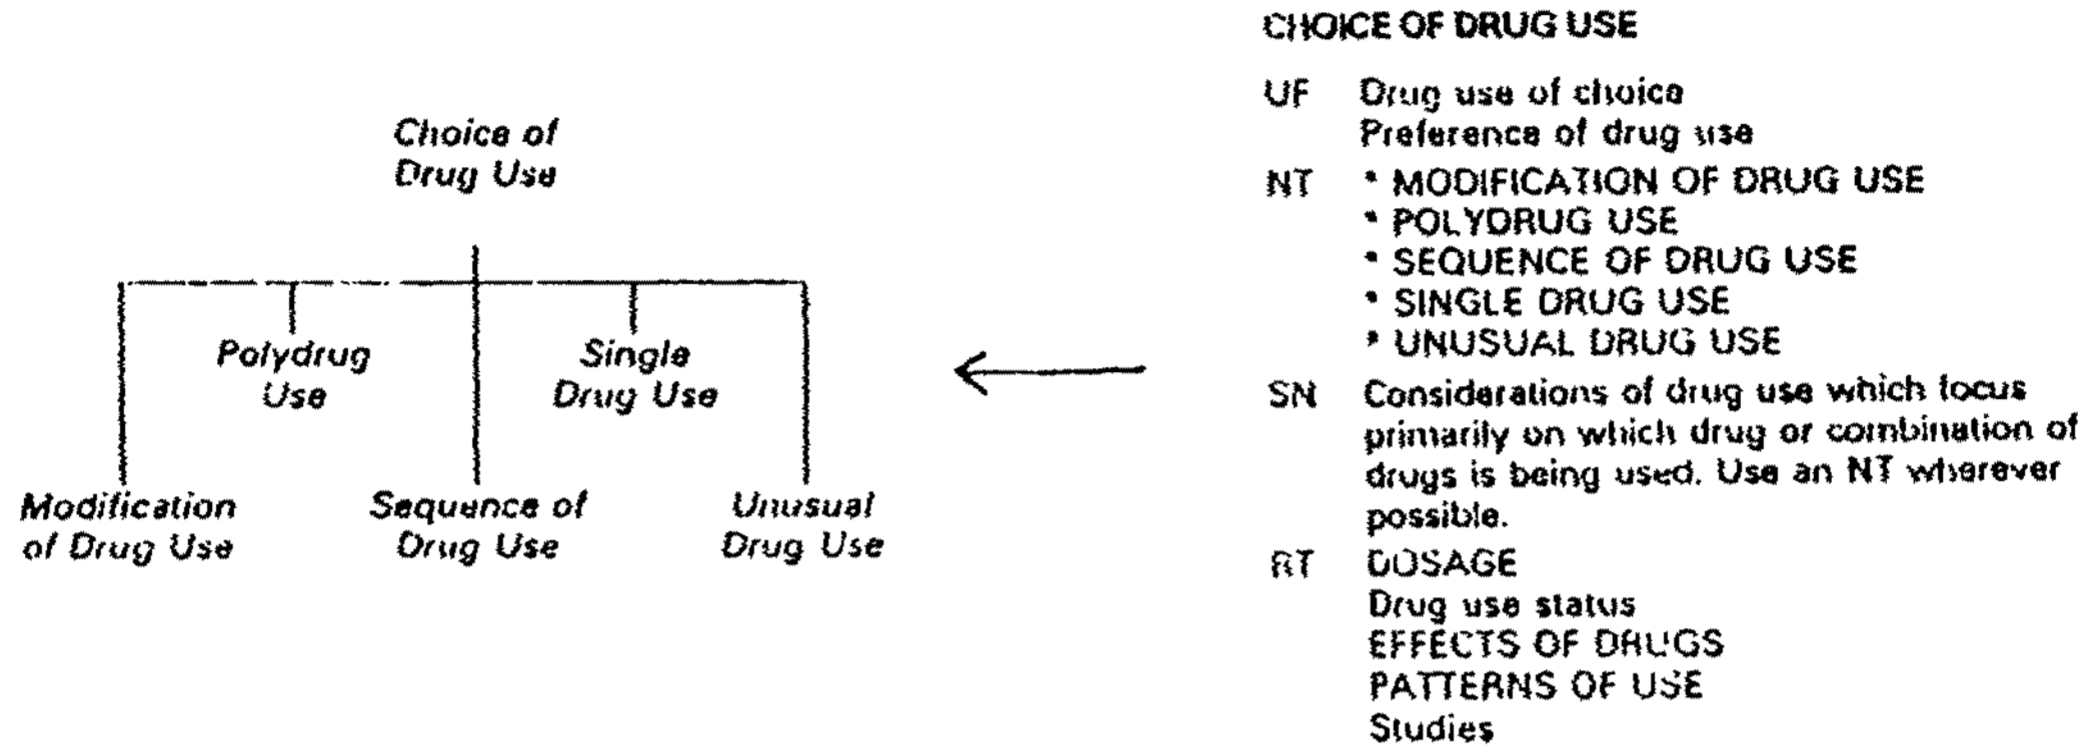 Choice of
Drug Use
Polydrug
Use
Single
Drug Use
Modification
of Drug Use
Sequence of
Drug Use
Unusual
Drug Use
CHOICE OF DRUG USE
UF Drug use of choice
Preference of drug use
NT * MODIFICATION OF DRUG USE
* POLYDRUG USE
* SEQUENCE OF DRUG USE
* SINGLE DRUG USE
* UNUSUAL DRUG USE
SN Considerations of drug use which focus
primarily on which drug or combination of
drugs is being used. Use an NT wherever
possible.
RT DOSAGE
Drug use status
EFFECTS OF DRUGS
PATTERNS OF USE
Studies